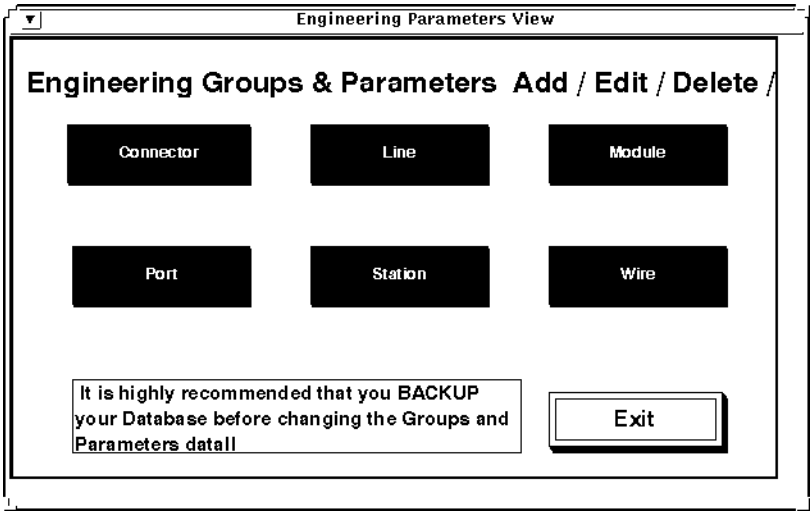 Engineering Parameters View
Engineering Groups & Parameters Add / Edit / Delete /
Connector
Line
Module
Port
Station
Wire
It is highly recommended that you BACKUP
your Database before changing the Groups and
Parameters data!!
Exit